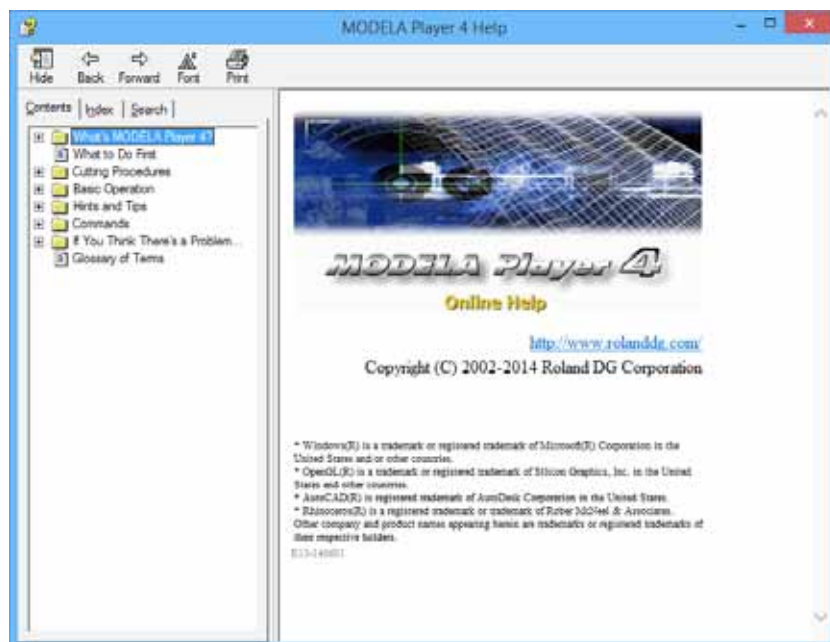 MODELA Player 4 Help
Hide Back Forward Font Print
Contents Index Search
What's MODELA Player 4?
What to Do First
Cutting Procedures
Basic Operation
Hints and Tips
Commands
If You Think There's a Problem...
Glossary of Terms
MODELA Player 4
Online Help
http://www.rolanddg.com/
Copyright (C) 2002-2014 Roland DG Corporation
* Windows(R) is a trademark or registered trademark of Microsoft(R) Corporation in the
United States and/or other countries.
* OpenGL(R) is a trademark or registered trademark of Silicon Graphics, Inc. in the United
States and other countries.
* AutoCAD(R) is registered trademark of AutoDesk Corporation in the United States.
* Rhinoceros(R) is a registered trademark or trademark of Rober McNeel & Associates.
Other company and product names appearing herein are trademarks or registered trademarks of
their respective holders.